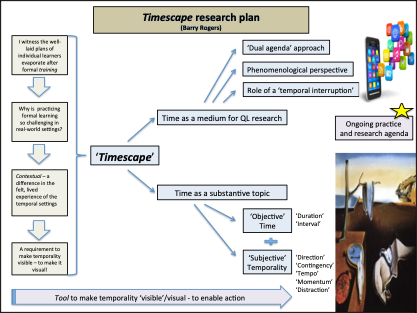 Timescape research plan
(Barry Rogers)
I witness the well-
laid plans of
individual learners
evaporate after
formal training
Why is practicing
formal learning
so challenging in
real-world settings?
Contextual – a
difference in the
felt, lived
experience of the
temporal settings
A requirement to
make temporality
visible – to make it
visual!
'Timescape'
'Dual agenda' approach
Phenomenological perspective
Role of a 'temporal interruption'
Time as a medium for QL research
Time as a substantive topic
'Objective'
Time
'Duration'
'Interval'
'Subjective'
Temporality
'Direction'
'Contingency'
'Tempo'
'Momentum'
'Distraction'
Ongoing practice
and research agenda
Tool to make temporality 'visible'/visual - to enable action